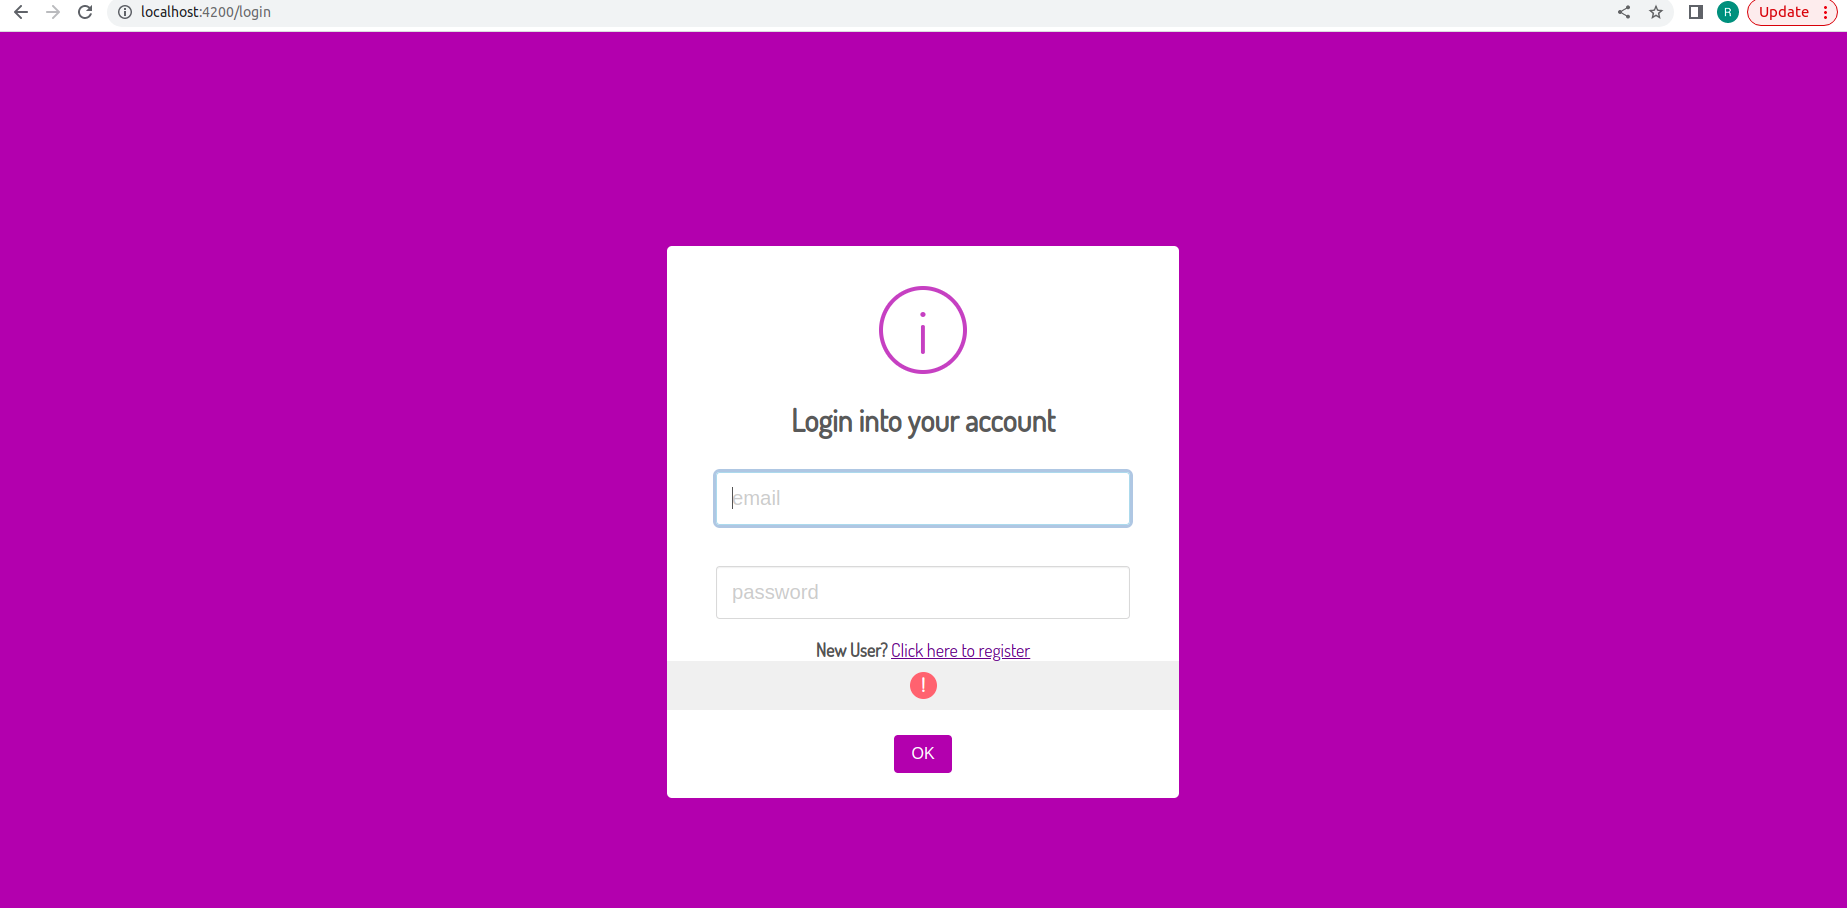 localhost:4200/login
R
Update
i
Login into your account
email
password
New User? Click here to register
!
OK